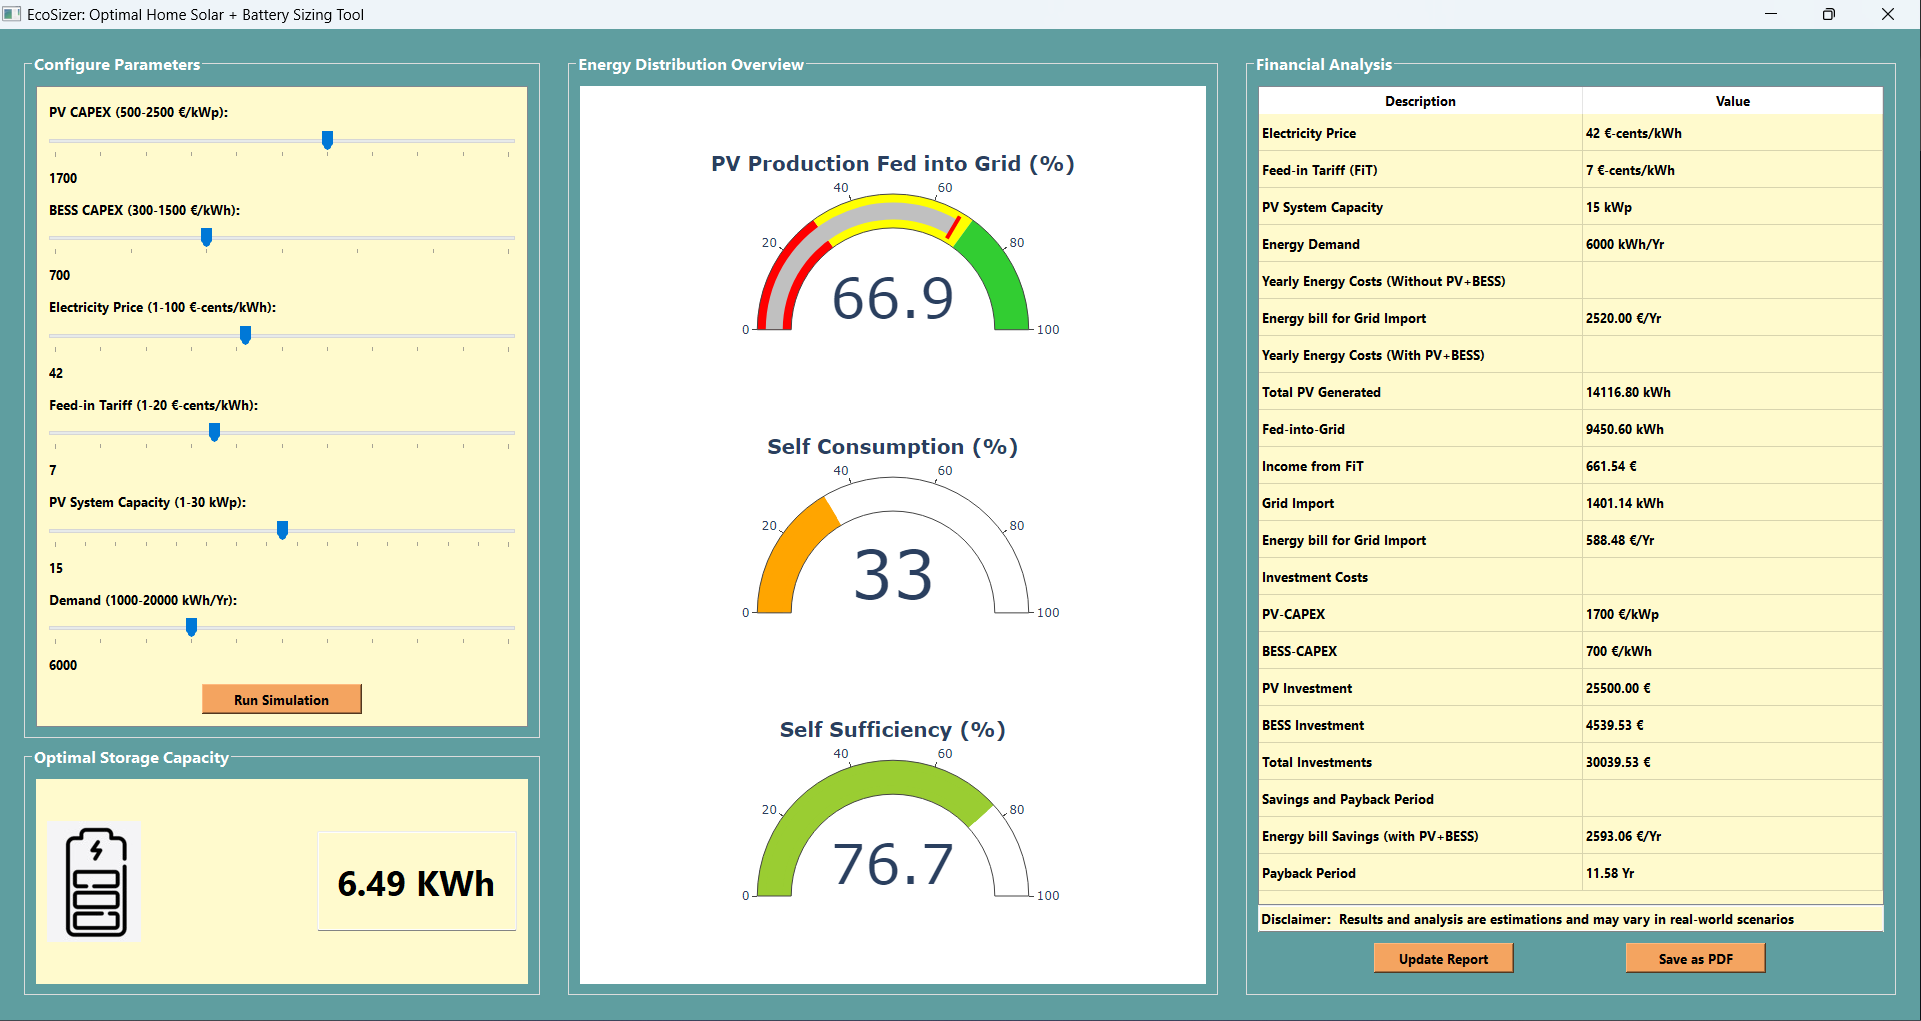 EcoSizer: Optimal Home Solar + Battery Sizing Tool
Configure Parameters
PV CAPEX (500-2500 €/kWp):
1700
BESS CAPEX (300-1500 €/kWh):
700
Electricity Price (1-100 €-cents/kWh):
42
Feed-in Tariff (1-20 €-cents/kWh):
7
PV System Capacity (1-30 kWp):
15
Demand (1000-20000 kWh/Yr):
6000
Run Simulation
Optimal Storage Capacity
6.49 KWh
Energy Distribution Overview
PV Production Fed into Grid (%)
0 20 40 60 80 100
66.9
Self Consumption (%)
0 20 40 60 80 100
33
Self Sufficiency (%)
0 20 40 60 80 100
76.7
Financial Analysis
Description Value
Electricity Price 42 €-cents/kWh
Feed-in Tariff (FiT) 7 €-cents/kWh
PV System Capacity 15 kWp
Energy Demand 6000 kWh/Yr
Yearly Energy Costs (Without PV+BESS)
Energy bill for Grid Import 2520.00 €/Yr
Yearly Energy Costs (With PV+BESS)
Total PV Generated 14116.80 kWh
Fed-into-Grid 9450.60 kWh
Income from FiT 661.54 €
Grid Import 1401.14 kWh
Energy bill for Grid Import 588.48 €/Yr
Investment Costs
PV-CAPEX 1700 €/kWp
BESS-CAPEX 700 €/kWh
PV Investment 25500.00 €
BESS Investment 4539.53 €
Total Investments 30039.53 €
Savings and Payback Period
Energy bill Savings (with PV+BESS) 2593.06 €/Yr
Payback Period 11.58 Yr
Disclaimer: Results and analysis are estimations and may vary in real-world scenarios
Update Report Save as PDF